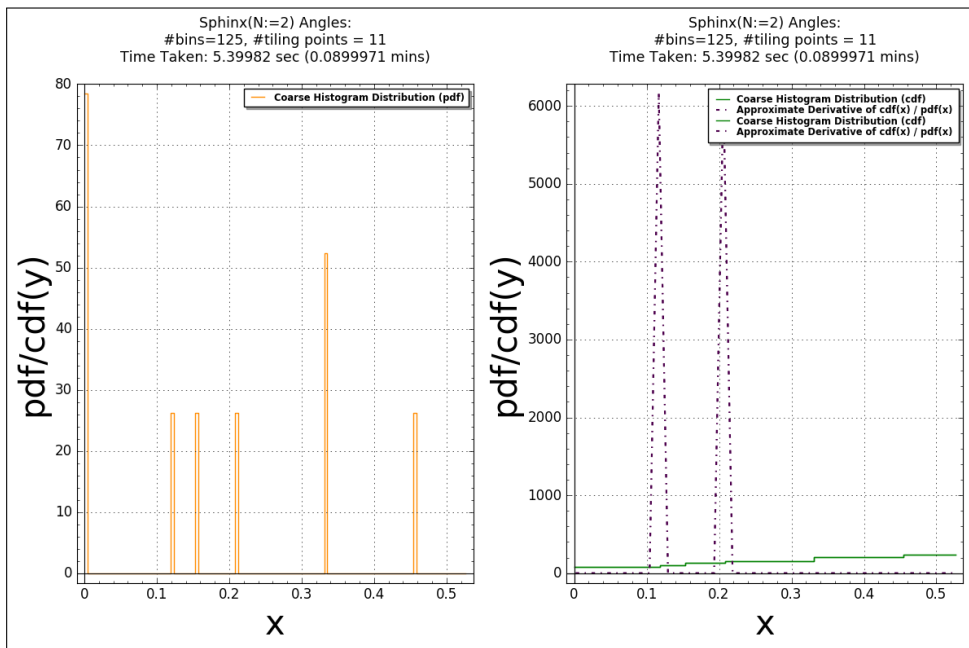 Sphinx(N:=2) Angles:
#bins=125, #tiling points = 11
Time Taken: 5.39982 sec (0.0899971 mins)
80
70
60
50
40
30
20
10
0
pdf/cdf(y)
Coarse Histogram Distribution (pdf)
0 0.1 0.2 0.3 0.4 0.5
x
Sphinx(N:=2) Angles:
#bins=125, #tiling points = 11
Time Taken: 5.39982 sec (0.0899971 mins)
6000
5000
4000
3000
2000
1000
0
pdf/cdf(y)
Coarse Histogram Distribution (cdf)
Approximate Derivative of cdf(x) / pdf(x)
Coarse Histogram Distribution (cdf)
Approximate Derivative of cdf(x) / pdf(x)
0 0.1 0.2 0.3 0.4 0.5
x